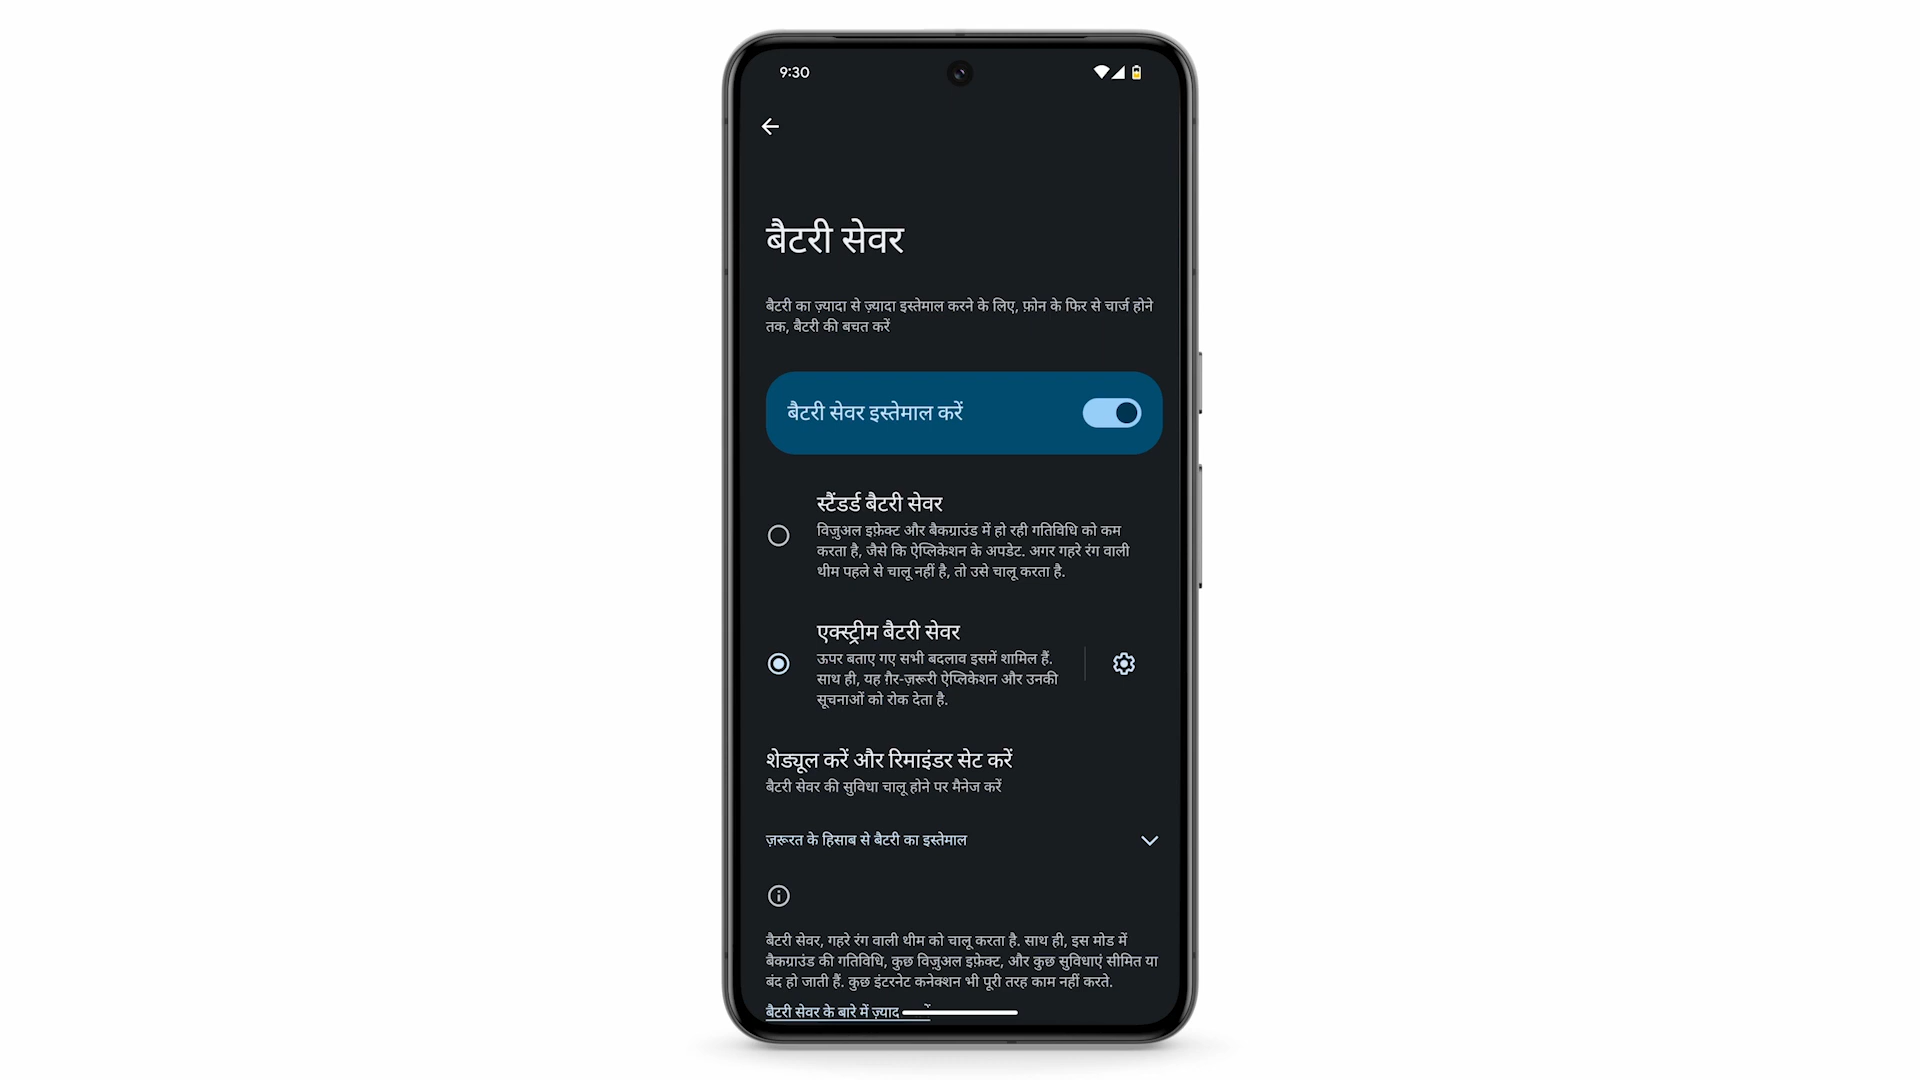 9:30
बैटरी सेवर
बैटरी का ज़्यादा से ज़्यादा इस्तेमाल करने के लिए, फ़ोन के फिर से चार्ज होने
तक, बैटरी की बचत करें
बैटरी सेवर इस्तेमाल करें
स्टैंडर्ड बैटरी सेवर
विज़ुअल इफ़ेक्ट और बैकग्राउंड में हो रही गतिविधि को कम
करता है, जैसे कि ऐप्लिकेशन के अपडेट. अगर गहरे रंग वाली
थीम पहले से चालू नहीं है, तो उसे चालू करता है.
एक्स्ट्रीम बैटरी सेवर
ऊपर बताए गए सभी बदलाव इसमें शामिल हैं.
साथ ही, यह ग़ैर-ज़रूरी ऐप्लिकेशन और उनकी
सूचनाओं को रोक देता है.
शेड्यूल करें और रिमाइंडर सेट करें
बैटरी सेवर की सुविधा चालू होने पर मैनेज करें
ज़रूरत के हिसाब से बैटरी का इस्तेमाल
बैटरी सेवर, गहरे रंग वाली थीम को चालू करता है. साथ ही, इस मोड में
बैकग्राउंड की गतिविधि, कुछ विज़ुअल इफ़ेक्ट, और कुछ सुविधाएं सीमित या
बंद हो जाती हैं. कुछ इंटरनेट कनेक्शन भी पूरी तरह काम नहीं करते.
बैटरी सेवर के बारे में